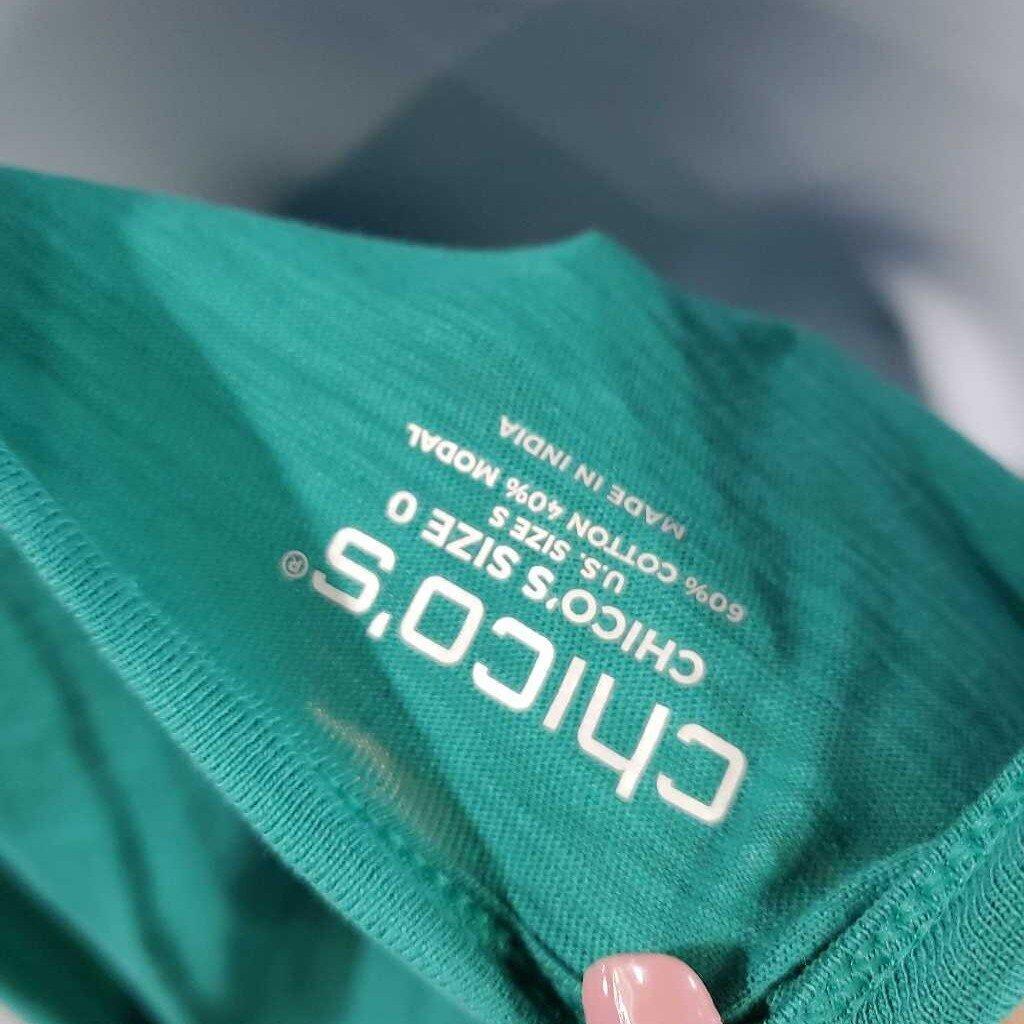 chico's®
CHICO'S SIZE 0
U.S. SIZE S
60% COTTON 40% MODAL
MADE IN INDIA